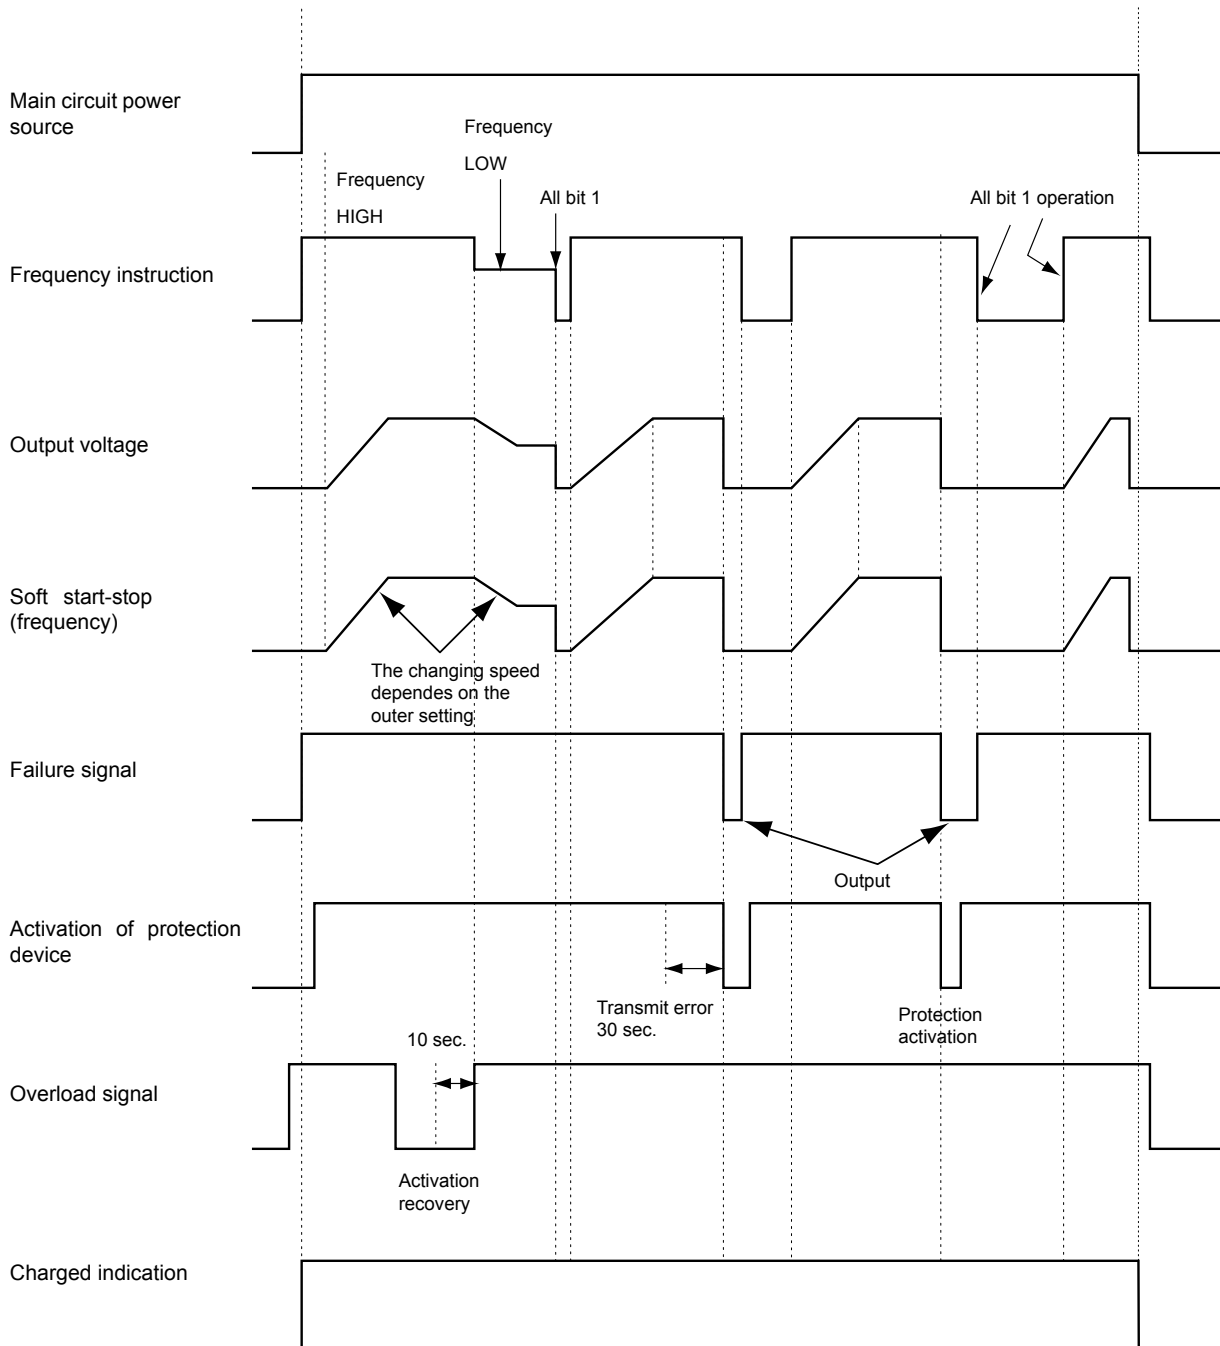 Main circuit power
source
Frequency
LOW
Frequency
HIGH
All bit 1
All bit 1 operation
Frequency instruction
Output voltage
Soft start-stop
(frequency)
The changing speed
dependes on the
outer setting
Failure signal
Output
Activation of protection
device
Transmit error
30 sec.
Protection
activation
10 sec.
Overload signal
Activation
recovery
Charged indication